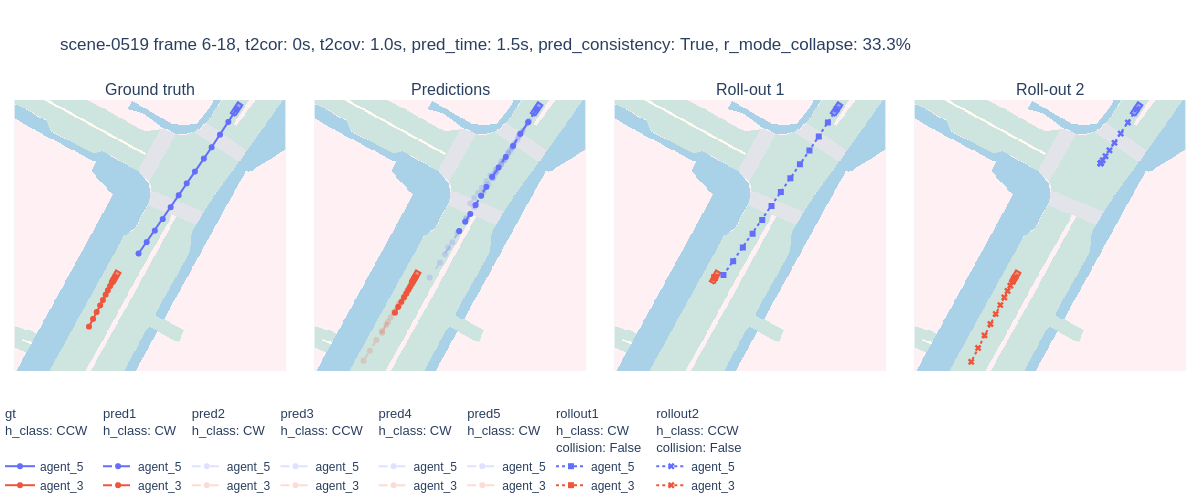 scene-0519 frame 6-18, t2cor: 0s, t2cov: 1.0s, pred_time: 1.5s, pred_consistency: True, r_mode_collapse: 33.3%
Ground truth
Predictions
Roll-out 1
Roll-out 2
gt
h_class: CCW
agent_5
agent_3
pred1
h_class: CW
agent_5
agent_3
pred2
h_class: CW
agent_5
agent_3
pred3
h_class: CCW
agent_5
agent_3
pred4
h_class: CW
agent_5
agent_3
pred5
h_class: CW
agent_5
agent_3
rollout1
h_class: CW
collision: False
agent_5
agent_3
rollout2
h_class: CCW
collision: False
agent_5
agent_3